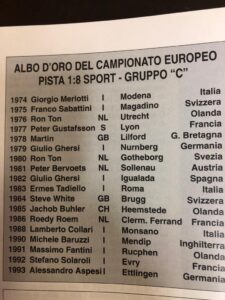 ALBO D'ORO DEL CAMPIONATO EUROPEO
PISTA 1:8 SPORT - GRUPPO "C"
1974 Giorgio Meriotti I Modena Italia
1975 Franco Sabattini I Magadino Svizzera
1976 Ron Ton NL Utrecht Olanda
1977 Peter Gustafsson S Lyon Francia
1978 Martin GB Lilford G. Bretagna
1979 Giulio Ghersi I Nurnberg Germania
1980 Ron Ton NL Gotheborg Svezia
1981 Peter Bervoets NL Sollenau Austria
1982 Giulio Ghersi I Igualada Spagna
1983 Ermes Tadiello I Roma Italia
1984 Steve White GB Brugg Svizzera
1985 Jachob Buhler CH Heemstede Olanda
1986 Roedy Roem NL Clerm. Ferrand Francia
1988 Lamberto Collari I Monsano Italia
1990 Michele Baruzzi I Mendip Inghilterra
1991 Massimo Fantini I Rucphen Olanda
1992 Stefano Solaroli I Evry Francia
1993 Alessandro Aspesi I Ettlingen Germania